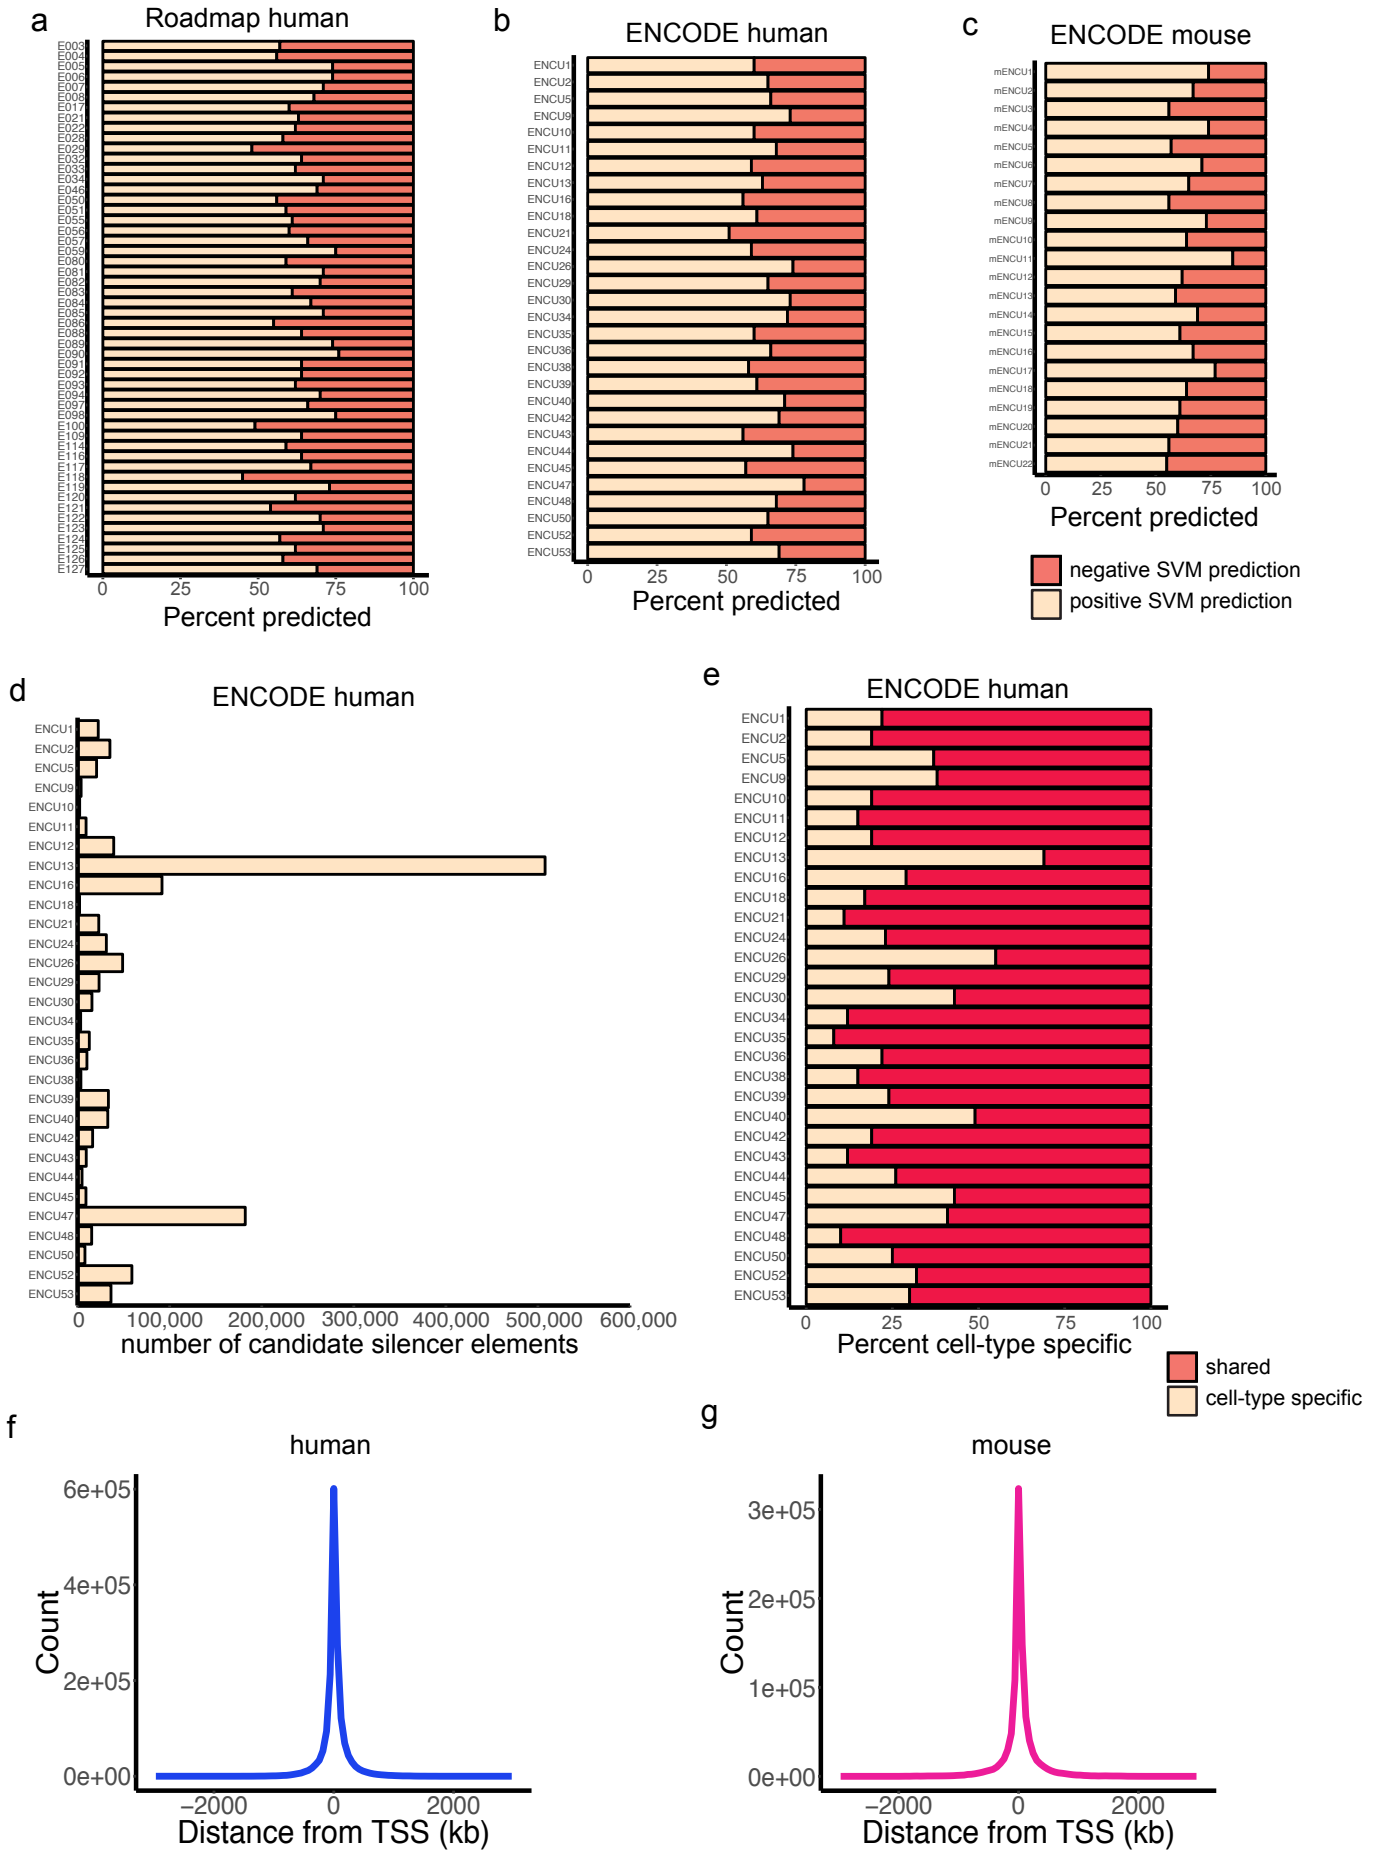 a
Roadmap human
E003
E004
E005
E006
E007
E008
E017
E021
E022
E028
E029
E032
E033
E034
E046
E050
E051
E055
E056
E057
E059
E080
E081
E082
E083
E084
E085
E086
E088
E089
E090
E091
E092
E093
E094
E097
E098
E100
E109
E114
E116
E117
E118
E119
E120
E121
E122
E123
E124
E125
E126
E127
0 25 50 75 100
Percent predicted
b
ENCODE human
ENCU1
ENCU2
ENCU5
ENCU9
ENCU10
ENCU11
ENCU12
ENCU13
ENCU16
ENCU18
ENCU21
ENCU24
ENCU26
ENCU29
ENCU30
ENCU34
ENCU35
ENCU36
ENCU38
ENCU39
ENCU40
ENCU42
ENCU43
ENCU44
ENCU45
ENCU47
ENCU48
ENCU50
ENCU52
ENCU53
0 25 50 75 100
Percent predicted
c
ENCODE mouse
mENCU1
mENCU2
mENCU3
mENCU4
mENCU5
mENCU6
mENCU7
mENCU8
mENCU9
mENCU10
mENCU11
mENCU12
mENCU13
mENCU14
mENCU15
mENCU16
mENCU17
mENCU18
mENCU19
mENCU20
mENCU21
mENCU22
0 25 50 75 100
Percent predicted
negative SVM prediction
positive SVM prediction
d
ENCODE human
ENCU1
ENCU2
ENCU5
ENCU9
ENCU10
ENCU11
ENCU12
ENCU13
ENCU16
ENCU18
ENCU21
ENCU24
ENCU26
ENCU29
ENCU30
ENCU34
ENCU35
ENCU36
ENCU38
ENCU39
ENCU40
ENCU42
ENCU43
ENCU44
ENCU45
ENCU47
ENCU48
ENCU50
ENCU52
ENCU53
0 100,000 200,000 300,000 400,000 500,000 600,000
number of candidate silencer elements
e
ENCODE human
ENCU1
ENCU2
ENCU5
ENCU9
ENCU10
ENCU11
ENCU12
ENCU13
ENCU16
ENCU18
ENCU21
ENCU24
ENCU26
ENCU29
ENCU30
ENCU34
ENCU35
ENCU36
ENCU38
ENCU39
ENCU40
ENCU42
ENCU43
ENCU44
ENCU45
ENCU47
ENCU48
ENCU50
ENCU52
ENCU53
0 25 50 75 100
Percent cell-type specific
shared
cell-type specific
f
human
6e+05
4e+05
2e+05
0e+00
Count
−2000 0 2000
Distance from TSS (kb)
g
mouse
3e+05
2e+05
1e+05
0e+00
Count
−2000 0 2000
Distance from TSS (kb)